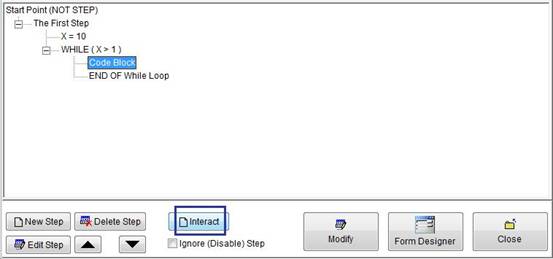 Start Point (NOT STEP)
The First Step
X = 10
WHILE ( X > 1 )
Code Block
END OF While Loop
New Step
Delete Step
Interact
Edit Step
Ignore (Disable) Step
Modify
Form Designer
Close